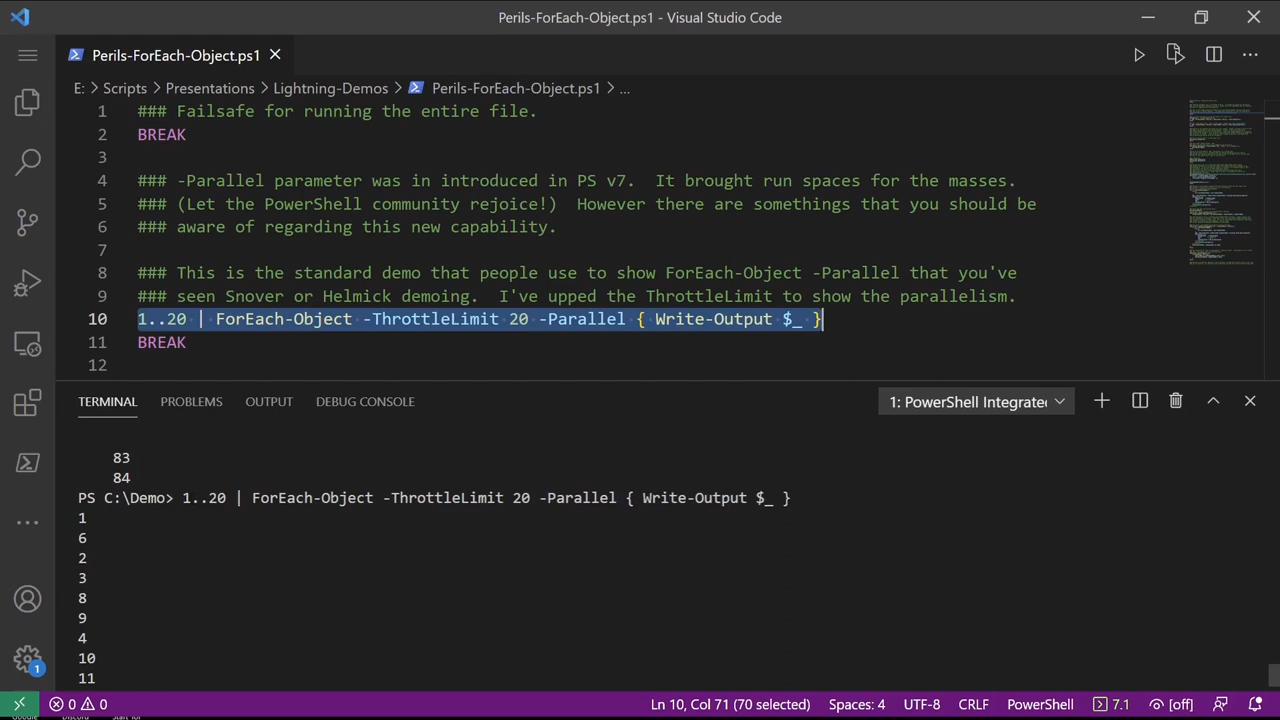 Perils-ForEach-Object.ps1 - Visual Studio Code
Perils-ForEach-Object.ps1
E: > Scripts > Presentations > Lightning-Demos > Perils-ForEach-Object.ps1 > ...
1 ### Failsafe for running the entire file.
2 BREAK
3
4 ### -Parallel parameter was in introduced in PS v7.  It brought run spaces for the masses.
5 ### (Let the PowerShell community rejoice!)  However there are somethings that you should be
6 ### aware of regarding this new capability.
7
8 ### This is the standard demo that people use to show ForEach-Object -Parallel that you've
9 ### seen Snover or Helmick demoing.  I've upped the ThrottleLimit to show the parallelism.
10 1..20 | ForEach-Object -ThrottleLimit 20 -Parallel { Write-Output $_ }
11 BREAK
12
TERMINAL PROBLEMS OUTPUT DEBUG CONSOLE 1: PowerShell Integrated
83
84
PS C:\Demo> 1..20 | ForEach-Object -ThrottleLimit 20 -Parallel { Write-Output $_ }
1
6
2
3
8
9
4
10
11
1
0 0 Ln 10, Col 71 (70 selected) Spaces: 4 UTF-8 CRLF PowerShell 7.1 [off]